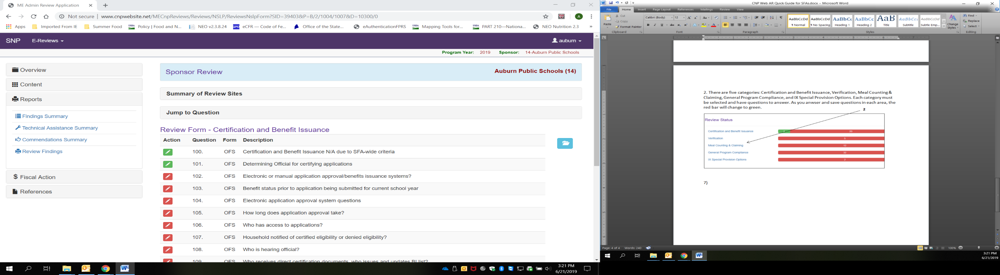 ME Admin Review Application
Not secure | www.cnpwebsite.net/MECnpReviews/Reviews/NSLP/ReviewsNslpForm?SID=39403&P=B/2/1004/1007&D=10300/0
A
Apps Imported From IE Summer Food Policy | Food and N... NEO v2.3.8.24 eCFR — Code of Fe... Office of the State... eAuthenticationFPRS Mapping Tools for... PART 210—Nationa... NEO Nutrition 2.3 »
SNP E-Reviews auburn
Program Year: 2019 Sponsor: 14-Auburn Public Schools
Overview
Content
Reports
Findings Summary
Technical Assistance Summary
Commendations Summary
Review Findings
$ Fiscal Action
References
Sponsor Review Auburn Public Schools (14)
Summary of Review Sites
Jump to Question
Review Form - Certification and Benefit Issuance
Action Question Form Description
100. OFS Certification and Benefit Issuance N/A due to SFA-wide criteria
101. OFS Determining Official for certifying applications
102. OFS Electronic or manual application approval/benefits issuance systems?
103. OFS Benefit status prior to application being submitted for current school year
104. OFS Electronic application approval system questions
105. OFS How long does application approval take?
106. OFS Who has access to applications?
107. OFS Household notified of certified eligibility or denied eligibility?
108. OFS Who is hearing official?
109. OFS Who receives direct certification documents, who issues and updates BI list?
3:21 PM
6/21/2019
CNP Web AR Quick Guide for SFAs.docx - Microsoft Word
File Home Insert Page Layout References Mailings Review View
Cut
Copy
Format Painter
Paste
Calibri (Body) 12
AaBbCcDd AaBbCcDd AaBbCc AaBbCc AaB AaBbCc AaBbCcDd
¶ Normal ¶ No Spacing Heading 1 Heading 2 Title Subtitle Subtle Emp...
Change
Styles
Find
Replace
Select
Clipboard Font Paragraph Styles Editing
2. There are five categories: Certification and Benefit Issuance, Verification, Meal Counting &
Claiming, General Program Compliance, and IX Special Provision Options. Each category must
be selected and have questions to answer. As you anwser and save questions in each area, the
red bar will change to green.
2
Review Status
Certification and Benefit Issuance 20
Verification 5
Meal Counting & Claiming 12
General Program Compliance 32
IX Special Provision Options 2
7)
Page: 4 of 4 Words: 240 100%
3:21 PM
6/21/2019